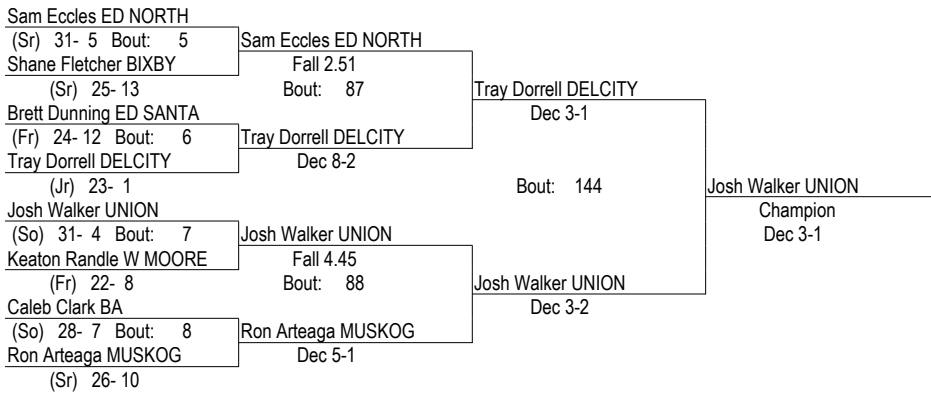 Sam Eccles ED NORTH
(Sr) 31- 5 Bout: 5
Shane Fletcher BIXBY
(Sr) 25- 13
Brett Dunning ED SANTA
(Fr) 24- 12 Bout: 6
Tray Dorrell DELCITY
(Jr) 23- 1
Josh Walker UNION
(So) 31- 4 Bout: 7
Keaton Randle W MOORE
(Fr) 22- 8
Caleb Clark BA
(So) 28- 7 Bout: 8
Ron Arteaga MUSKOG
(Sr) 26- 10
Sam Eccles ED NORTH
Fall 2.51
Bout: 87
Tray Dorrell DELCITY
Dec 8-2
Josh Walker UNION
Fall 4.45
Bout: 88
Ron Arteaga MUSKOG
Dec 5-1
Tray Dorrell DELCITY
Dec 3-1
Bout: 144
Josh Walker UNION
Dec 3-2
Josh Walker UNION
Champion
Dec 3-1